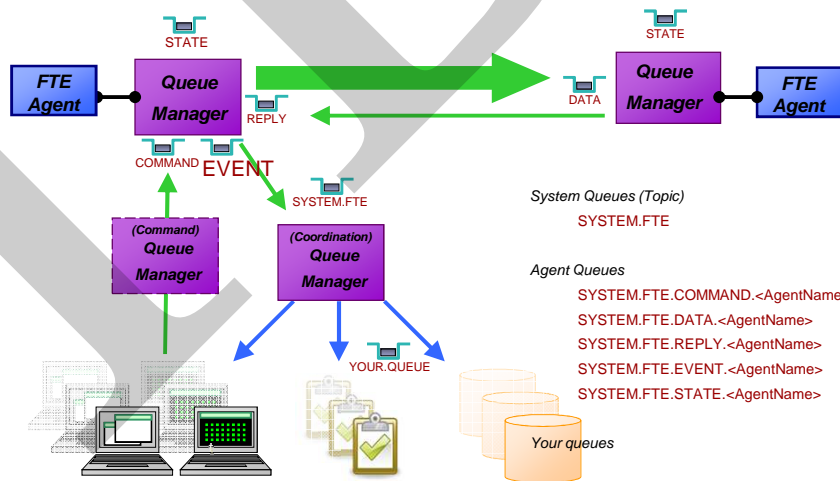 STATE
STATE
FTE
Agent
Queue
Manager
REPLY
DATA
Queue
Manager
FTE
Agent
COMMAND
EVENT
SYSTEM.FTE
(Command)
Queue
Manager
(Coordination)
Queue
Manager
YOUR.QUEUE
System Queues (Topic)
SYSTEM.FTE
Agent Queues
SYSTEM.FTE.COMMAND.<AgentName
SYSTEM.FTE.DATA.<AgentName>
SYSTEM.FTE.REPLY.<AgentName>
SYSTEM.FTE.EVENT.<AgentName>
SYSTEM.FTE.STATE.<AgentName>
Your queues